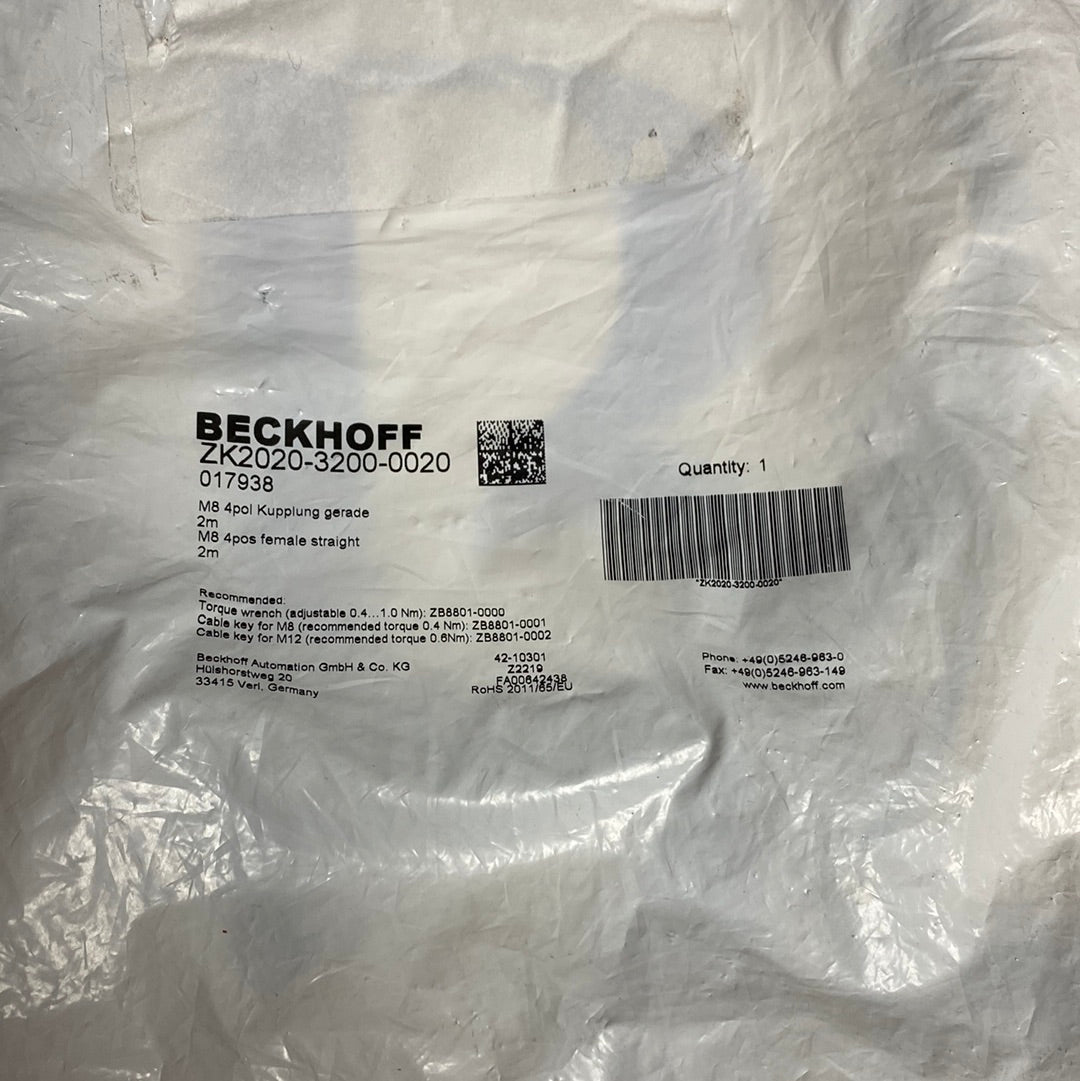 BECKHOFF
ZK2020-3200-0020
017938
M8 4pol Kupplung gerade
2m
M8 4pos female straight
2m
Quantity: 1
*ZK2020-3200-0020*
Recommended:
Torque wrench (adjustable 0.4...1.0 Nm): ZB8801-0000
Cable key for M8 (recommended torque 0.4 Nm): ZB8801-0001
Cable key for M12 (recommended torque 0.6Nm): ZB8801-0002
Beckhoff Automation GmbH & Co. KG
Hülshorstweg 20
33415 Verl, Germany
42-10301
Z2219
FA00642438
RoHS 2011/65/EU
Phone: +49(0)5246-963-0
Fax: +49(0)5246-963-149
www.beckhoff.com